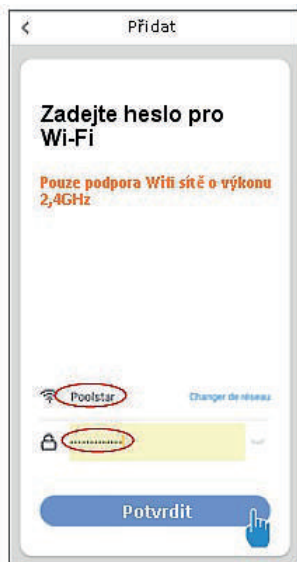 Přidat
Zadejte heslo pro
Wi-Fi
Pouze podpora Wifi sítě o výkonu
2,4GHz
Poolstar
Changer de réseau
Potvrdit